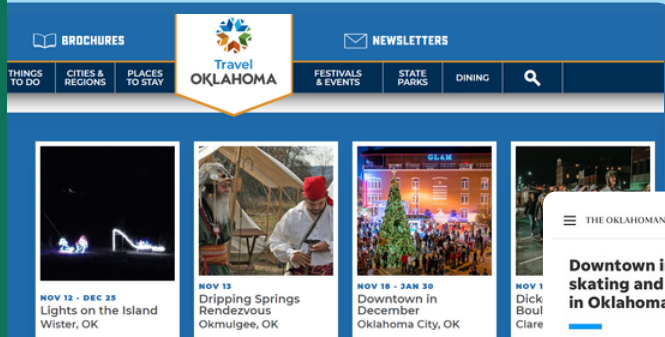 BROCHURES
NEWSLETTERS
Travel
OKLAHOMA
THINGS
TO DO
CITIES &
REGIONS
PLACES
TO STAY
FESTIVALS
& EVENTS
STATE
PARKS
DINING
GLAM
NOV 12 - DEC 25
Lights on the Island
Wister, OK
NOV 13
Dripping Springs
Rendezvous
Okmulgee, OK
NOV 18 - JAN 30
Downtown in
December
Oklahoma City, OK
NOV 1
Dick
Boul
Clare
THE OKLAHOMAN
Downtown i
skating and
in Oklahoma